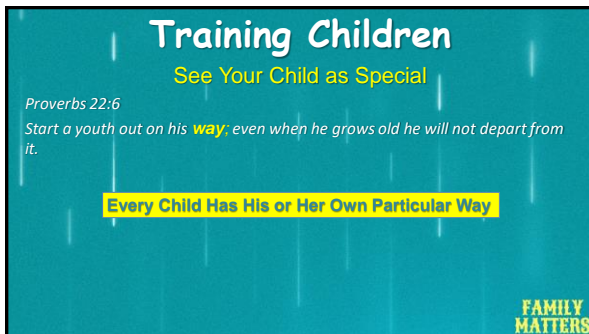 Training Children
See Your Child as Special
Proverbs 22:6
Start a youth out on his way; even when he grows old he will not depart from
it.
Every Child Has His or Her Own Particular Way
FAMILY
MATTERS